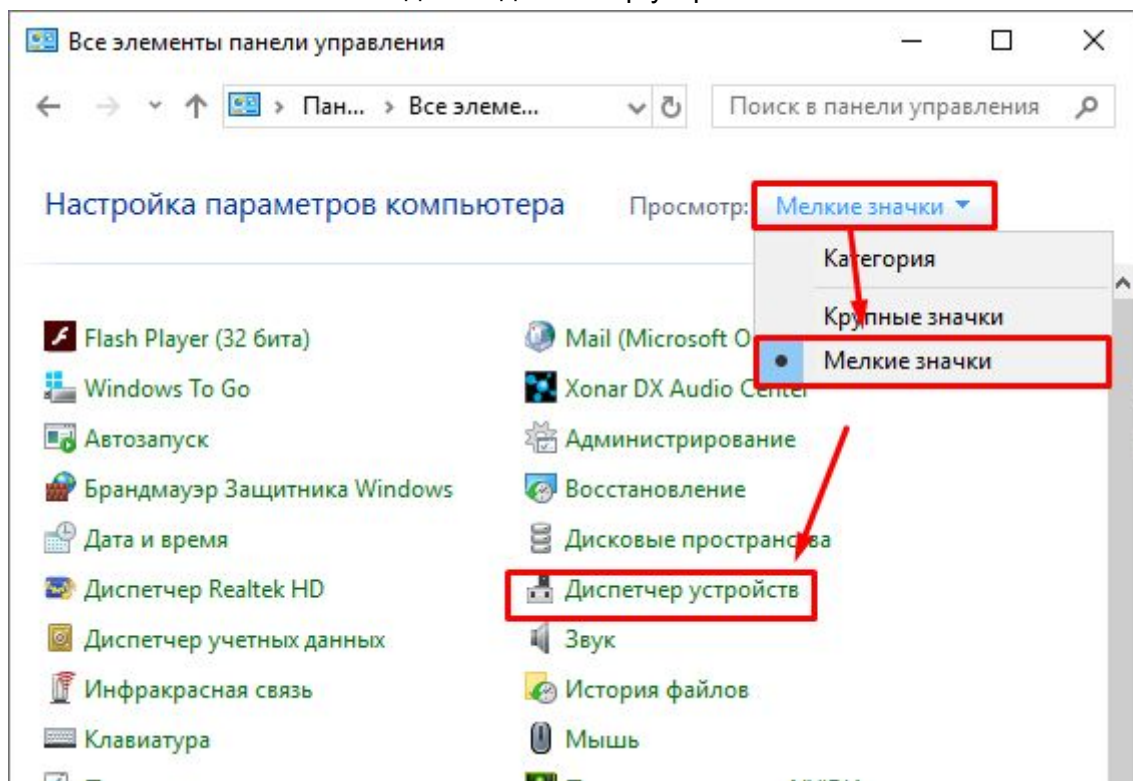 Все элементы панели управления
Пан... > Все элеме...
Поиск в панели управления
Настройка параметров компьютера
Просмотр: Мелкие значки
Категория
Крупные значки
Мелкие значки
Flash Player (32 бита)
Mail (Microsoft O
Windows To Go
Xonar DX Audio Center
Автозапуск
Администрирование
Брандмауэр Защитника Windows
Восстановление
Дата и время
Дисковые пространства
Диспетчер Realtek HD
Диспетчер устройств
Диспетчер учетных данных
Звук
Инфракрасная связь
История файлов
Клавиатура
Мышь